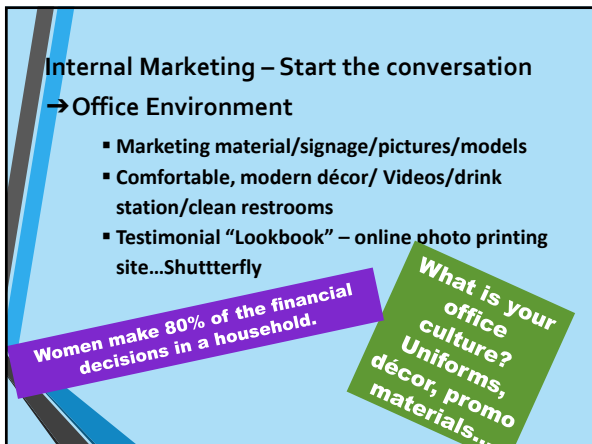 Internal Marketing – Start the conversation
→Office Environment
▪ Marketing material/signage/pictures/models
▪ Comfortable, modern décor/ Videos/drink
station/clean restrooms
▪ Testimonial “Lookbook” – online photo printing
site…Shuttterfly
Women make 80% of the financial
decisions in a household.
What is your
office
culture?
Uniforms,
décor, promo
materials…